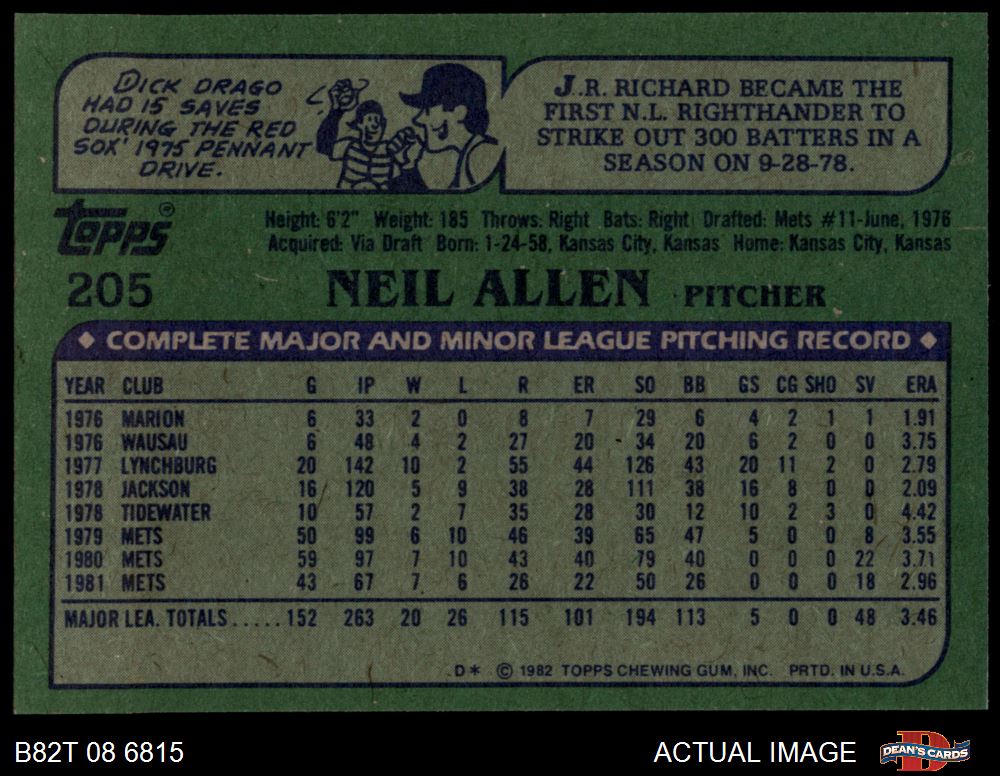 DICK DRAGO
HAD 15 SAVES
DURING THE RED
SOX' 1975 PENNANT
DRIVE.
J.R. RICHARD BECAME THE
FIRST N.L. RIGHTHANDER TO
STRIKE OUT 300 BATTERS IN A
SEASON ON 9-28-78.
Topps®
Height: 6'2" Weight: 185 Throws: Right Bats: Right Drafted: Mets #11-June, 1976
Acquired: Via Draft Born: 1-24-58, Kansas City, Kansas Home: Kansas City, Kansas
205 NEIL ALLEN PITCHER
◆ COMPLETE MAJOR AND MINOR LEAGUE PITCHING RECORD ◆
YEAR CLUB G IP W L R ER SO BB GS CG SHO SV ERA
1976 MARION 6 33 2 0 8 7 29 6 4 2 1 1 1.91
1976 WAUSAU 6 48 4 2 27 20 34 20 6 2 0 0 3.75
1977 LYNCHBURG 20 142 10 2 55 44 126 43 20 11 2 0 2.79
1978 JACKSON 16 120 5 9 38 28 111 38 16 8 0 0 2.09
1978 TIDEWATER 10 57 2 7 35 28 30 12 10 2 3 0 4.42
1979 METS 50 99 6 10 46 39 65 47 5 0 0 8 3.55
1980 METS 59 97 7 10 43 40 79 40 0 0 0 22 3.71
1981 METS 43 67 7 6 26 22 50 26 0 0 0 18 2.96
MAJOR LEA. TOTALS.....152 263 20 26 115 101 194 113 5 0 0 48 3.46
D* © 1982 TOPPS CHEWING GUM, INC. PRTD. IN U.S.A.
B82T 08 6815 ACTUAL IMAGE DEAN'S CARDS